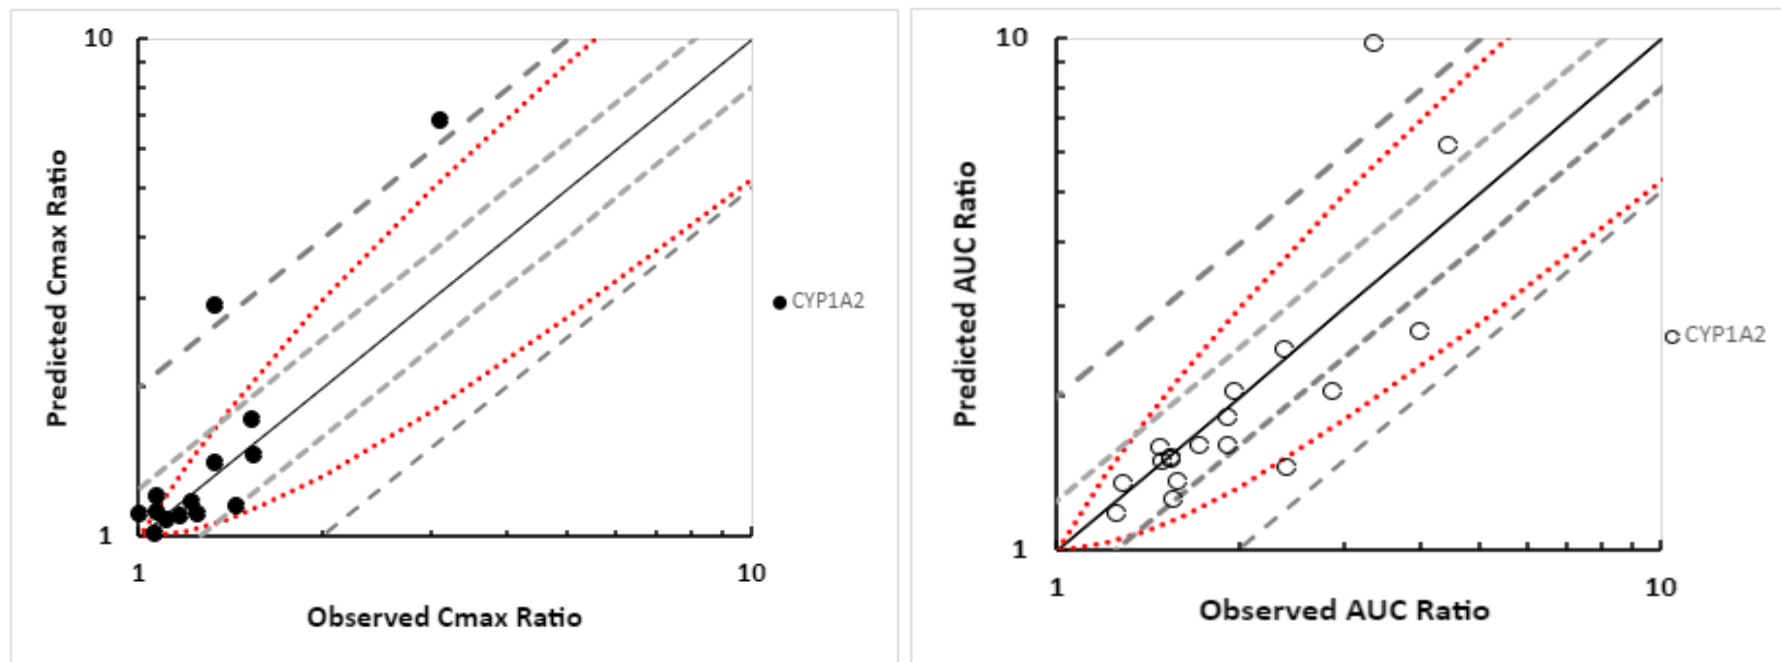 10
Predicted Cmax Ratio
1
1
10
Observed Cmax Ratio
CYP1A2
10
Predicted AUC Ratio
1
1
10
Observed AUC Ratio
CYP1A2